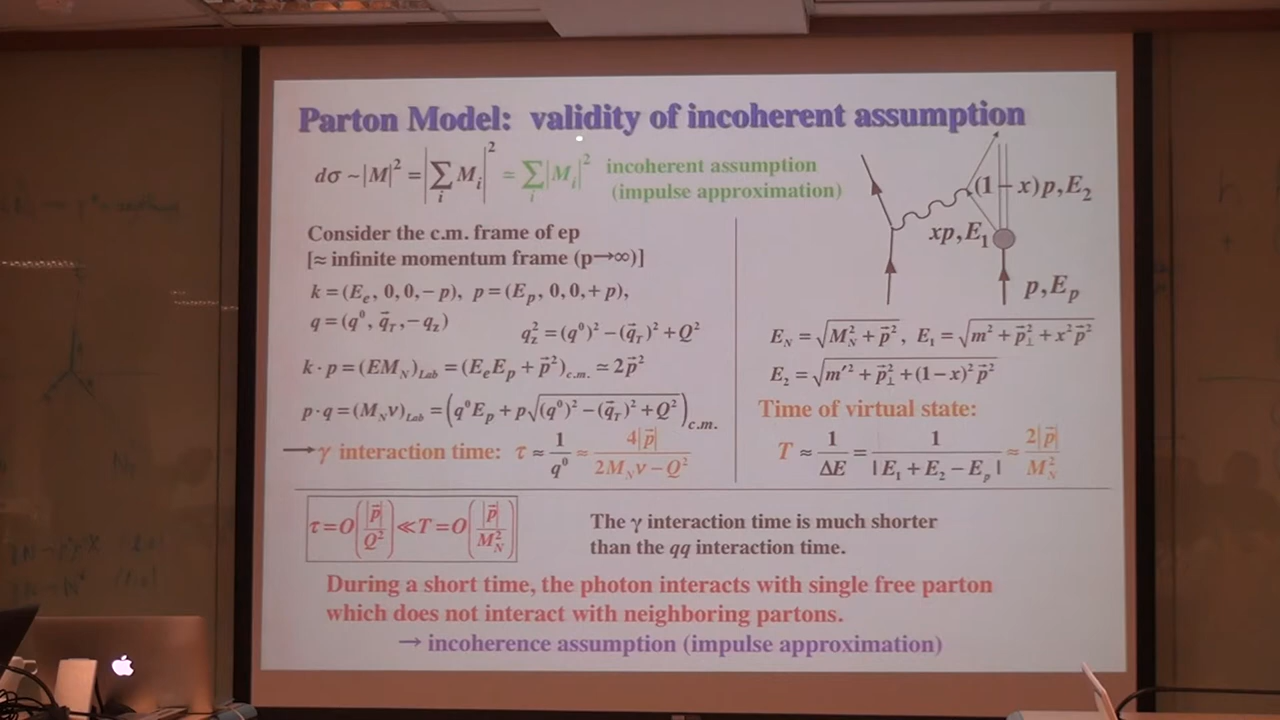 Parton Model: validity of incoherent assumption
dσ ~ |M|² = |∑ᵢ Mᵢ|² ≈ ∑ᵢ |Mᵢ|² incoherent assumption
(impulse approximation)
Consider the c.m. frame of ep
[≈ infinite momentum frame (p→∞)]
k = (Eₑ, 0, 0, −p), p = (Eₚ, 0, 0, +p),
q = (q⁰, q⃗_T, −q_z) q_z² = (q⁰)² − (q⃗_T)² + Q²
k · p = (EM_N)_Lab = (EₑEₚ + p⃗²)_c.m. ≃ 2p⃗²
p · q = (M_Nν)_Lab = (q⁰Eₚ + p√((q⁰)² − (q⃗_T)² + Q²))_c.m.
→ γ interaction time: τ ≈ 1/q⁰ ≈ 4|p⃗| / (2M_Nν − Q²)
(1 − x)p, E₂
xp, E₁
p, Eₚ
E_N = √(M_N² + p⃗²), E₁ = √(m² + p⃗_⊥² + x²p⃗²)
E₂ = √(m′² + p⃗_⊥² + (1−x)²p⃗²)
Time of virtual state:
T ≈ 1/ΔE = 1/|E₁ + E₂ − Eₚ| ≈ 2|p⃗|/M_N²
τ = O(|p⃗|/Q²) ≪ T = O(|p⃗|/M_N²)
The γ interaction time is much shorter
than the qq interaction time.
During a short time, the photon interacts with single free parton
which does not interact with neighboring partons.
→ incoherence assumption (impulse approximation)